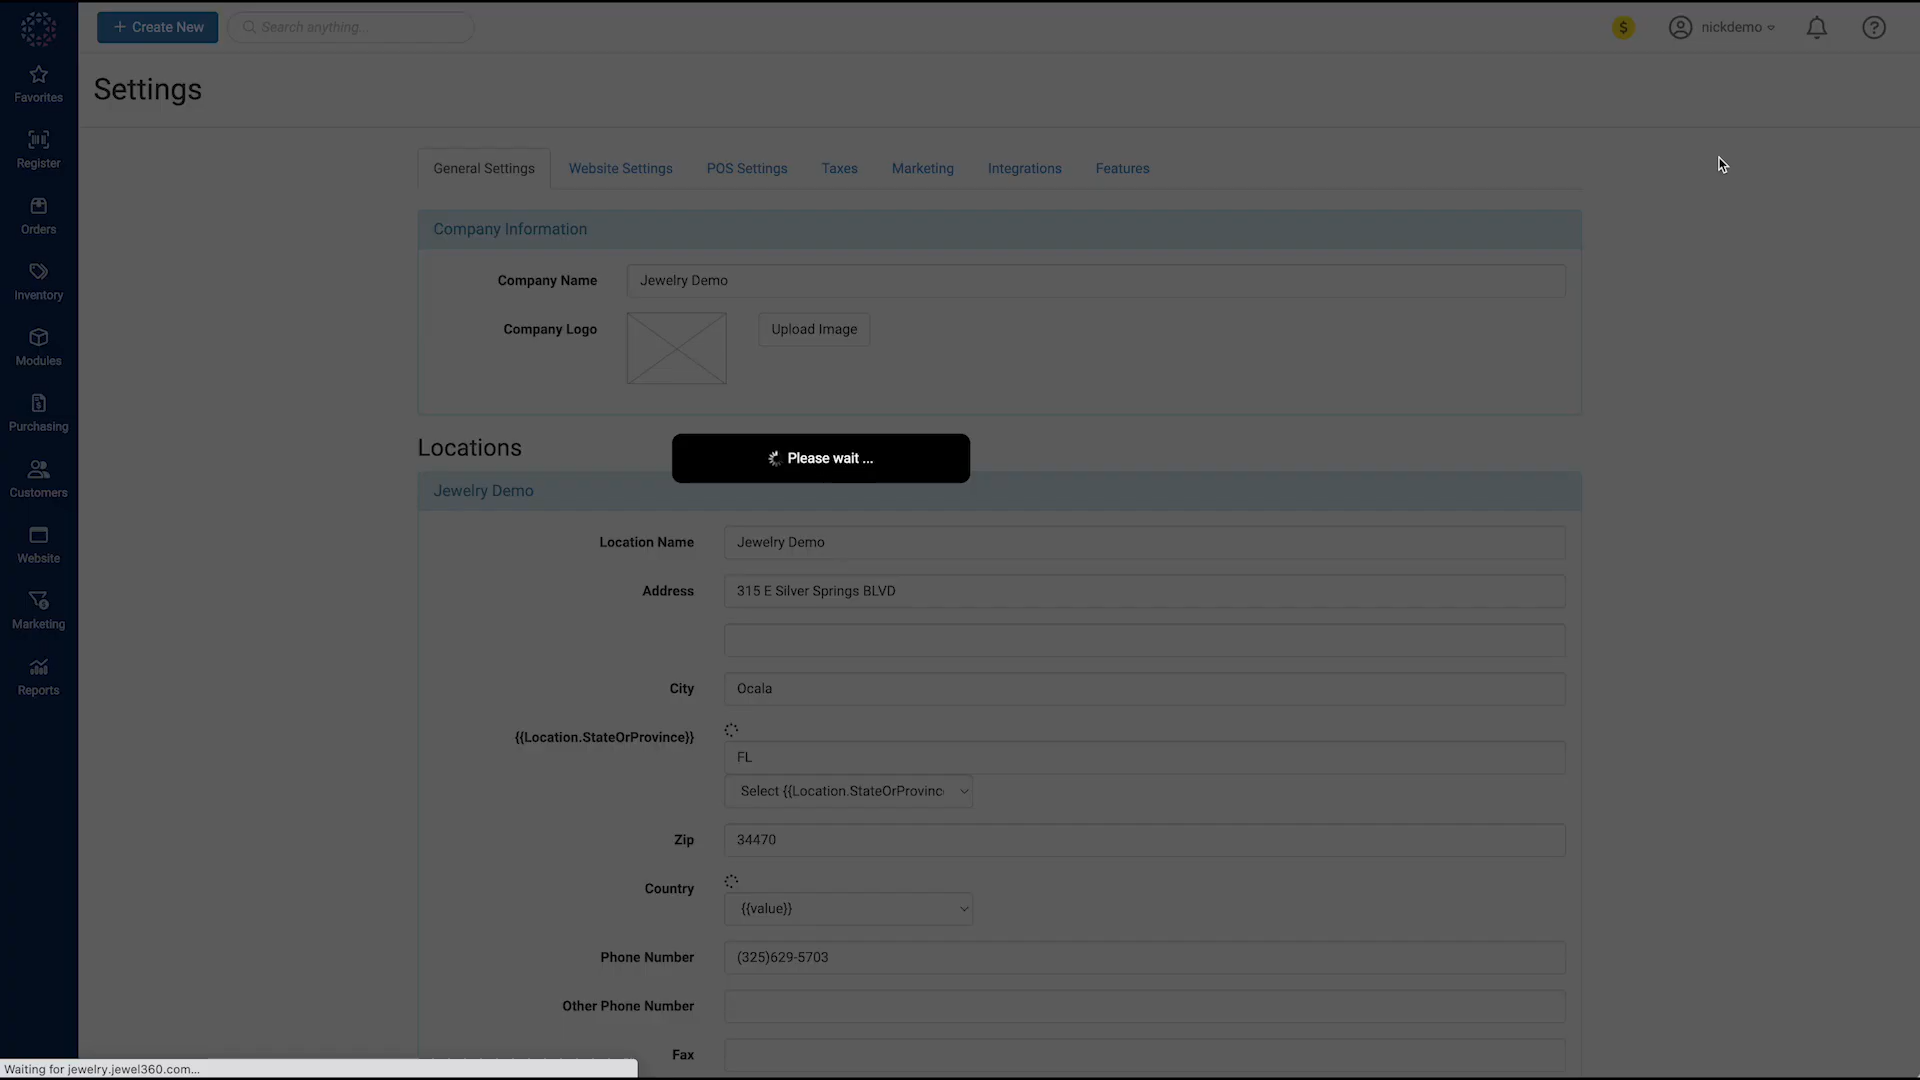 + Create New
Search anything...
$
nickdemo
?
Settings
Favorites
Register
Orders
Inventory
Modules
Purchasing
Customers
Website
Marketing
Reports
General Settings
Website Settings
POS Settings
Taxes
Marketing
Integrations
Features
Company Information
Company Name
Jewelry Demo
Company Logo
Upload Image
Locations
Please wait ...
Jewelry Demo
Location Name
Jewelry Demo
Address
315 E Silver Springs BLVD
City
Ocala
{{Location.StateOrProvince}}
FL
Select {{Location.StateOrProvinc
Zip
34470
Country
{{value}}
Phone Number
(325)629-5703
Other Phone Number
Fax
Waiting for jewelry.jewel360.com...